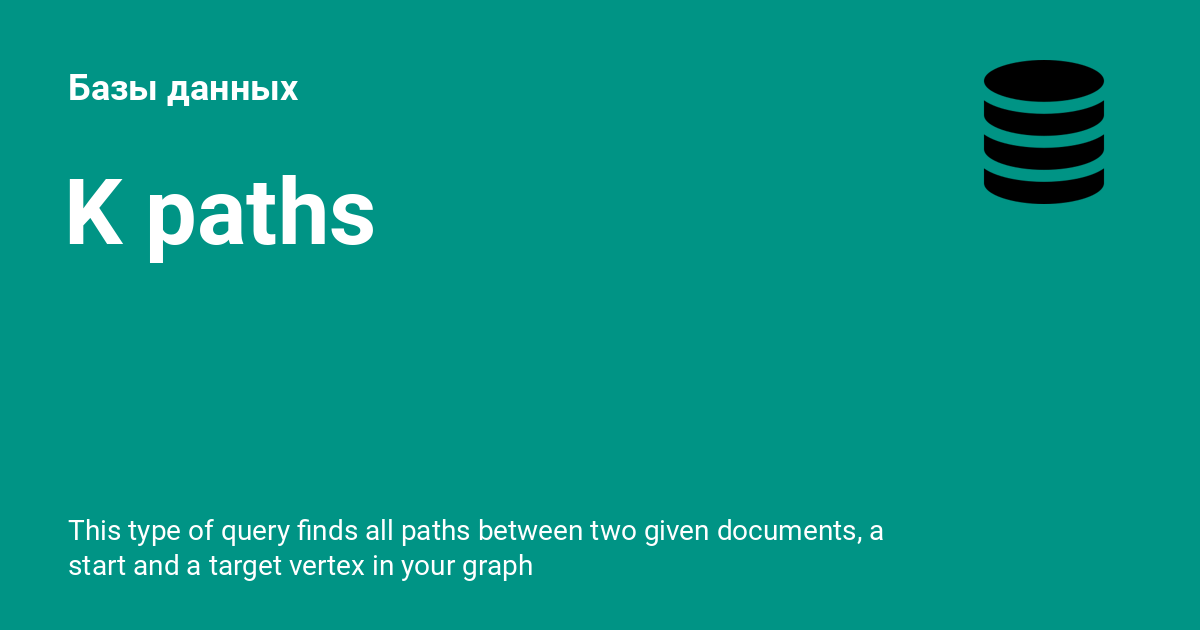 Базы данных
K paths
This type of query finds all paths between two given documents, a
start and a target vertex in your graph